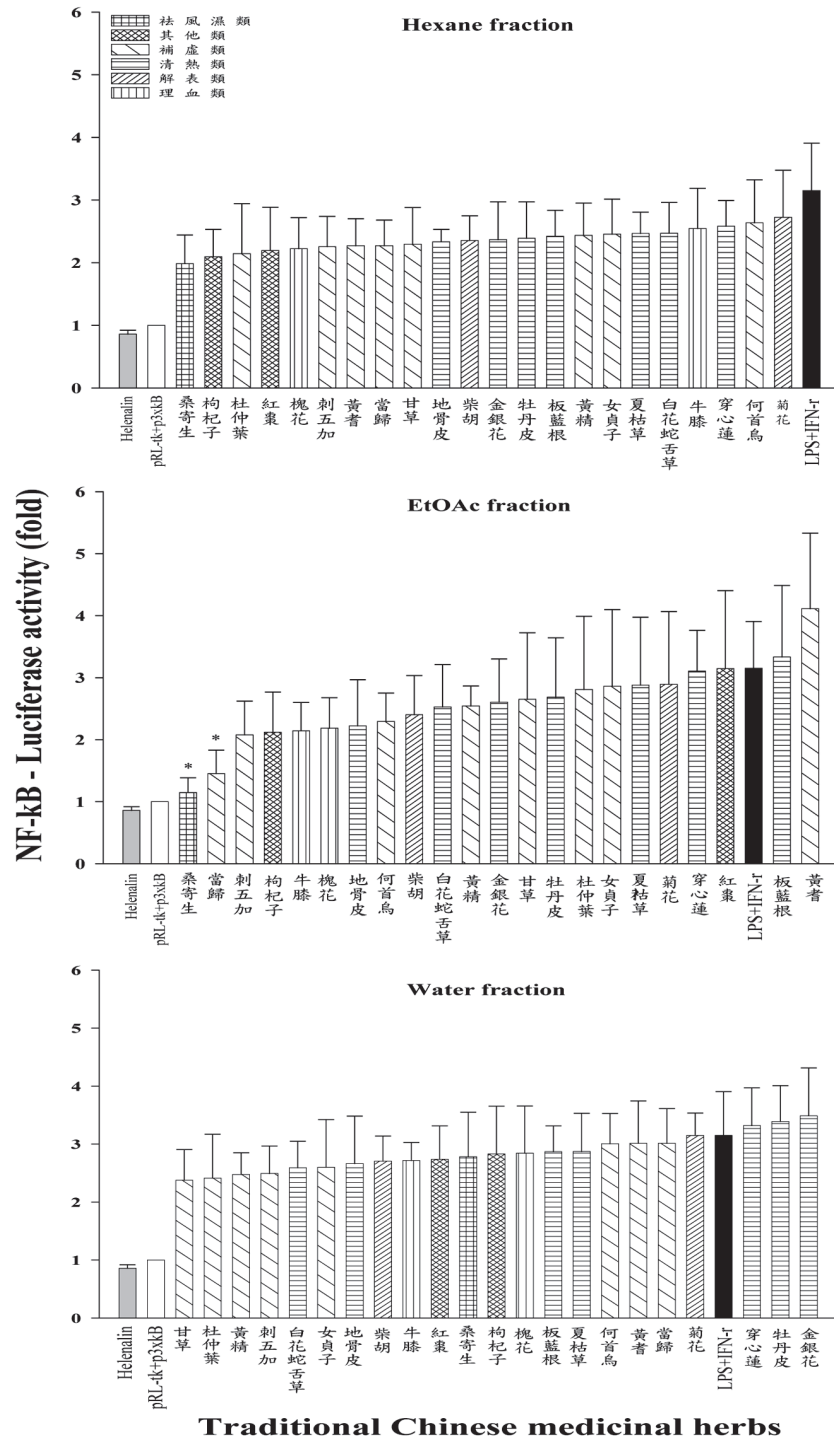 Hexane fraction
祛風濕類
其他類
補虛類
清熱類
解表類
理血類
6
5
4
3
2
1
0
Helenalin
pRL-tk+p3xkB
桑寄生
枸杞子
杜仲葉
紅棗
槐花
刺五加
黃耆
當歸
甘草
地骨皮
柴胡
金銀花
牡丹皮
板藍根
黃精
女貞子
夏枯草
白花蛇舌草
牛膝
穿心蓮
何首烏
菊花
LPS+IFN-r
NF-kB - Luciferase activity (fold)
EtOAc fraction
6
5
4
3
2
1
0
*
*
Helenalin
pRL-tk+p3xkB
桑寄生
當歸
刺五加
枸杞子
牛膝
槐花
地骨皮
何首烏
柴胡
白花蛇舌草
黃精
金銀花
甘草
牡丹皮
杜仲葉
女貞子
夏枯草
菊花
穿心蓮
紅棗
LPS+IFN-r
板藍根
黃耆
Water fraction
6
5
4
3
2
1
0
Helenalin
pRL-tk+p3xkB
甘草
杜仲葉
黃精
刺五加
白花蛇舌草
女貞子
地骨皮
柴胡
牛膝
紅棗
桑寄生
枸杞子
槐花
板藍根
夏枯草
何首烏
黃耆
當歸
菊花
LPS+IFN-r
穿心蓮
牡丹皮
金銀花
Traditional Chinese medicinal herbs